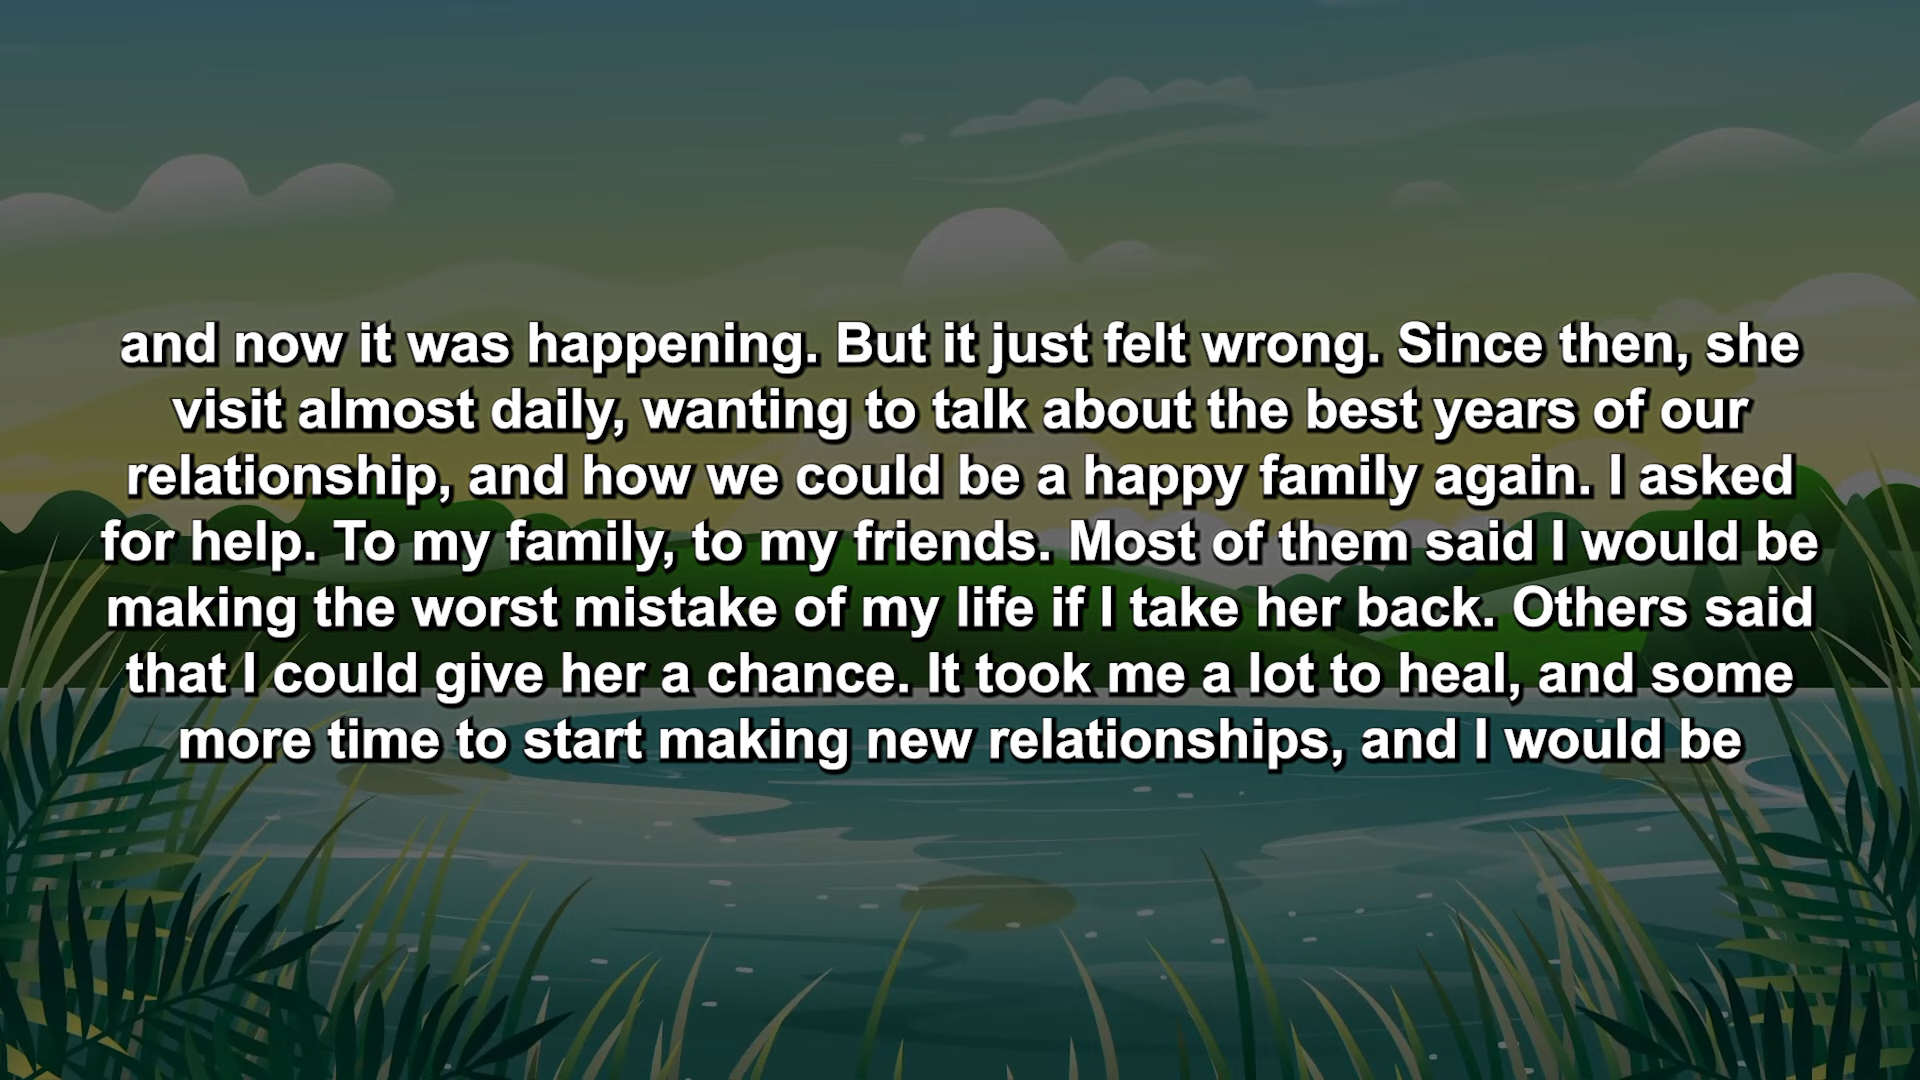 and now it was happening. But it just felt wrong. Since then, she
visit almost daily, wanting to talk about the best years of our
relationship, and how we could be a happy family again. I asked
for help. To my family, to my friends. Most of them said I would be
making the worst mistake of my life if I take her back. Others said
that I could give her a chance. It took me a lot to heal, and some
more time to start making new relationships, and I would be